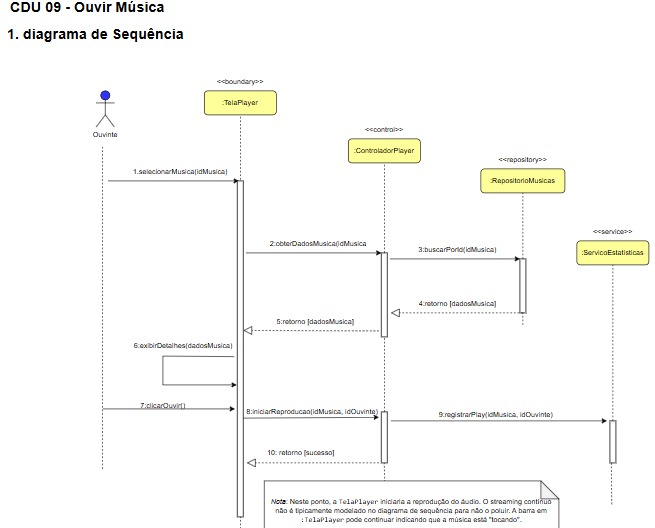 CDU 09 - Ouvir Música
1. diagrama de Sequência
<<boundary>>
:TelaPlayer
Ouvinte
<<control>>
:ControladorPlayer
<<repository>>
:RepositorioMusicas
1.selecionarMusica(idMusica)
<<service>>
:ServicoEstatisticas
2:obterDadosMusica(idMusica
3:buscarPorId(idMusica)
4:retorno [dadosMusica]
5:retorno [dadosMusica]
6:exibirDetalhes(dadosMusica)
7:clicarOuvir()
8:iniciarReproducao(idMusica, idOuvinte)
9:registrarPlay(idMusica, idOuvinte)
10: retorno [sucesso]
Nota: Neste ponto, a TelaPlayer iniciaria a reprodução do áudio. O streaming contínuo
não é tipicamente modelado no diagrama de sequência para não o poluir. A barra em
:TelaPlayer pode continuar indicando que a música está "tocando".